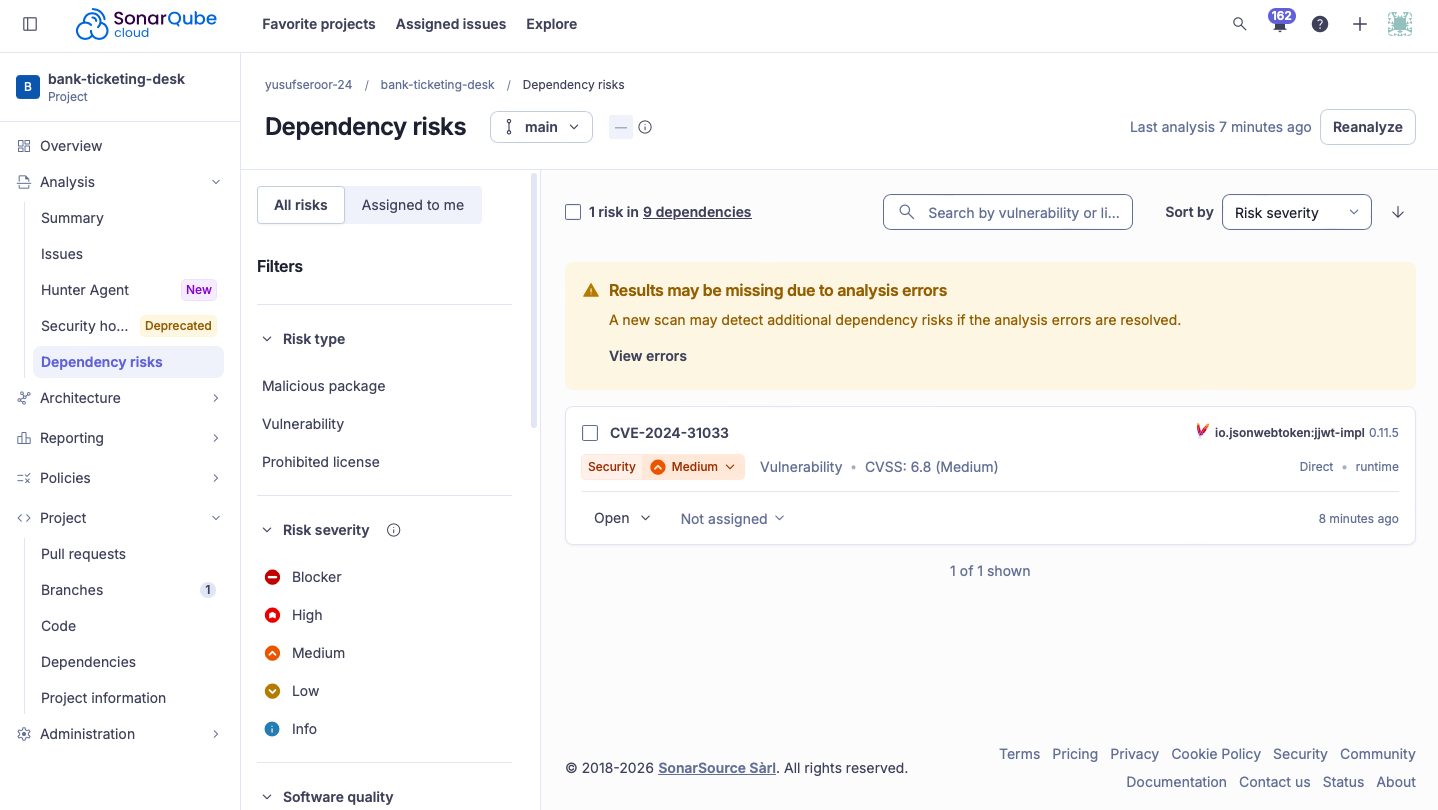 SonarQube cloud
Favorite projects Assigned issues Explore
162
B bank-ticketing-desk
Project
Overview
Analysis
Summary
Issues
Hunter Agent New
Security ho... Deprecated
Dependency risks
Architecture
Reporting
Policies
Project
Pull requests
Branches 1
Code
Dependencies
Project information
Administration
yusufseroor-24 / bank-ticketing-desk / Dependency risks
Dependency risks main —
Last analysis 7 minutes ago Reanalyze
All risks Assigned to me
Filters
Risk type
Malicious package
Vulnerability
Prohibited license
Risk severity
Blocker
High
Medium
Low
Info
Software quality
1 risk in 9 dependencies
Search by vulnerability or li...
Sort by Risk severity
Results may be missing due to analysis errors
A new scan may detect additional dependency risks if the analysis errors are resolved.
View errors
CVE-2024-31033 io.jsonwebtoken:jjwt-impl 0.11.5
Security Medium Vulnerability • CVSS: 6.8 (Medium) Direct • runtime
Open Not assigned 8 minutes ago
1 of 1 shown
© 2018-2026 SonarSource Sàrl. All rights reserved.
Terms Pricing Privacy Cookie Policy Security Community
Documentation Contact us Status About